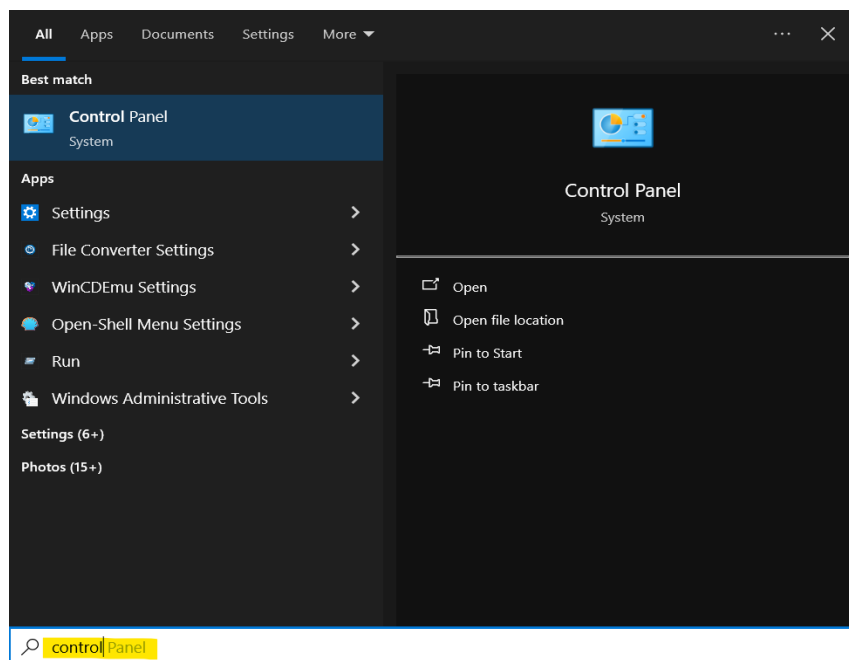 All Apps Documents Settings More
Best match
Control Panel
System
Apps
Settings
File Converter Settings
WinCDEmu Settings
Open-Shell Menu Settings
Run
Windows Administrative Tools
Settings (6+)
Photos (15+)
Control Panel
System
Open
Open file location
Pin to Start
Pin to taskbar
control Panel